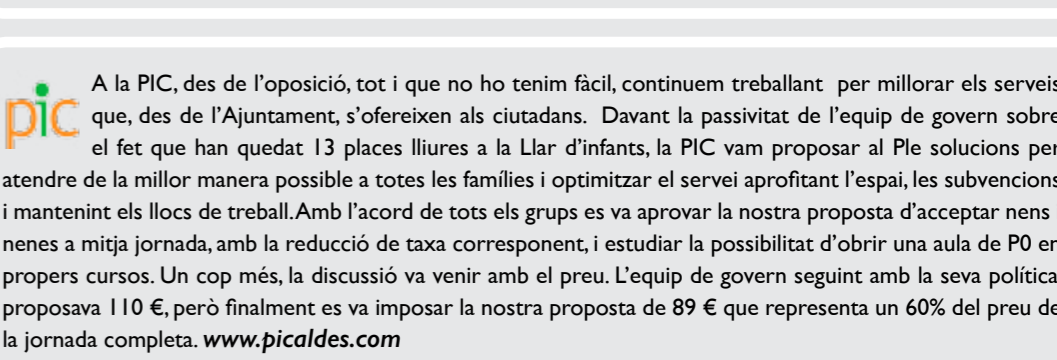 pic
A la PIC, des de l’oposició, tot i que no ho tenim fàcil, continuem treballant per millorar els serveis
que, des de l’Ajuntament, s’ofereixen als ciutadans. Davant la passivitat de l’equip de govern sobre
el fet que han quedat 13 places lliures a la Llar d’infants, la PIC vam proposar al Ple solucions per
atendre de la millor manera possible a totes les famílies i optimitzar el servei aprofitant l’espai, les subvencions
i mantenint els llocs de treball.Amb l’acord de tots els grups es va aprovar la nostra proposta d’acceptar nens
nenes a mitja jornada, amb la reducció de taxa corresponent, i estudiar la possibilitat d’obrir una aula de P0 en
propers cursos. Un cop més, la discussió va venir amb el preu. L’equip de govern seguint amb la seva política
proposava 110 €, però finalment es va imposar la nostra proposta de 89 € que representa un 60% del preu de
la jornada completa. www.picaldes.com